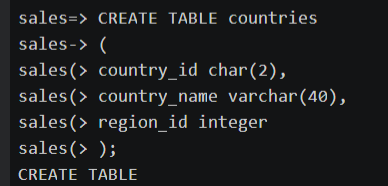 sales=> CREATE TABLE countries
sales-> (
sales(> country_id char(2),
sales(> country_name varchar(40),
sales(> region_id integer
sales(> );
CREATE TABLE